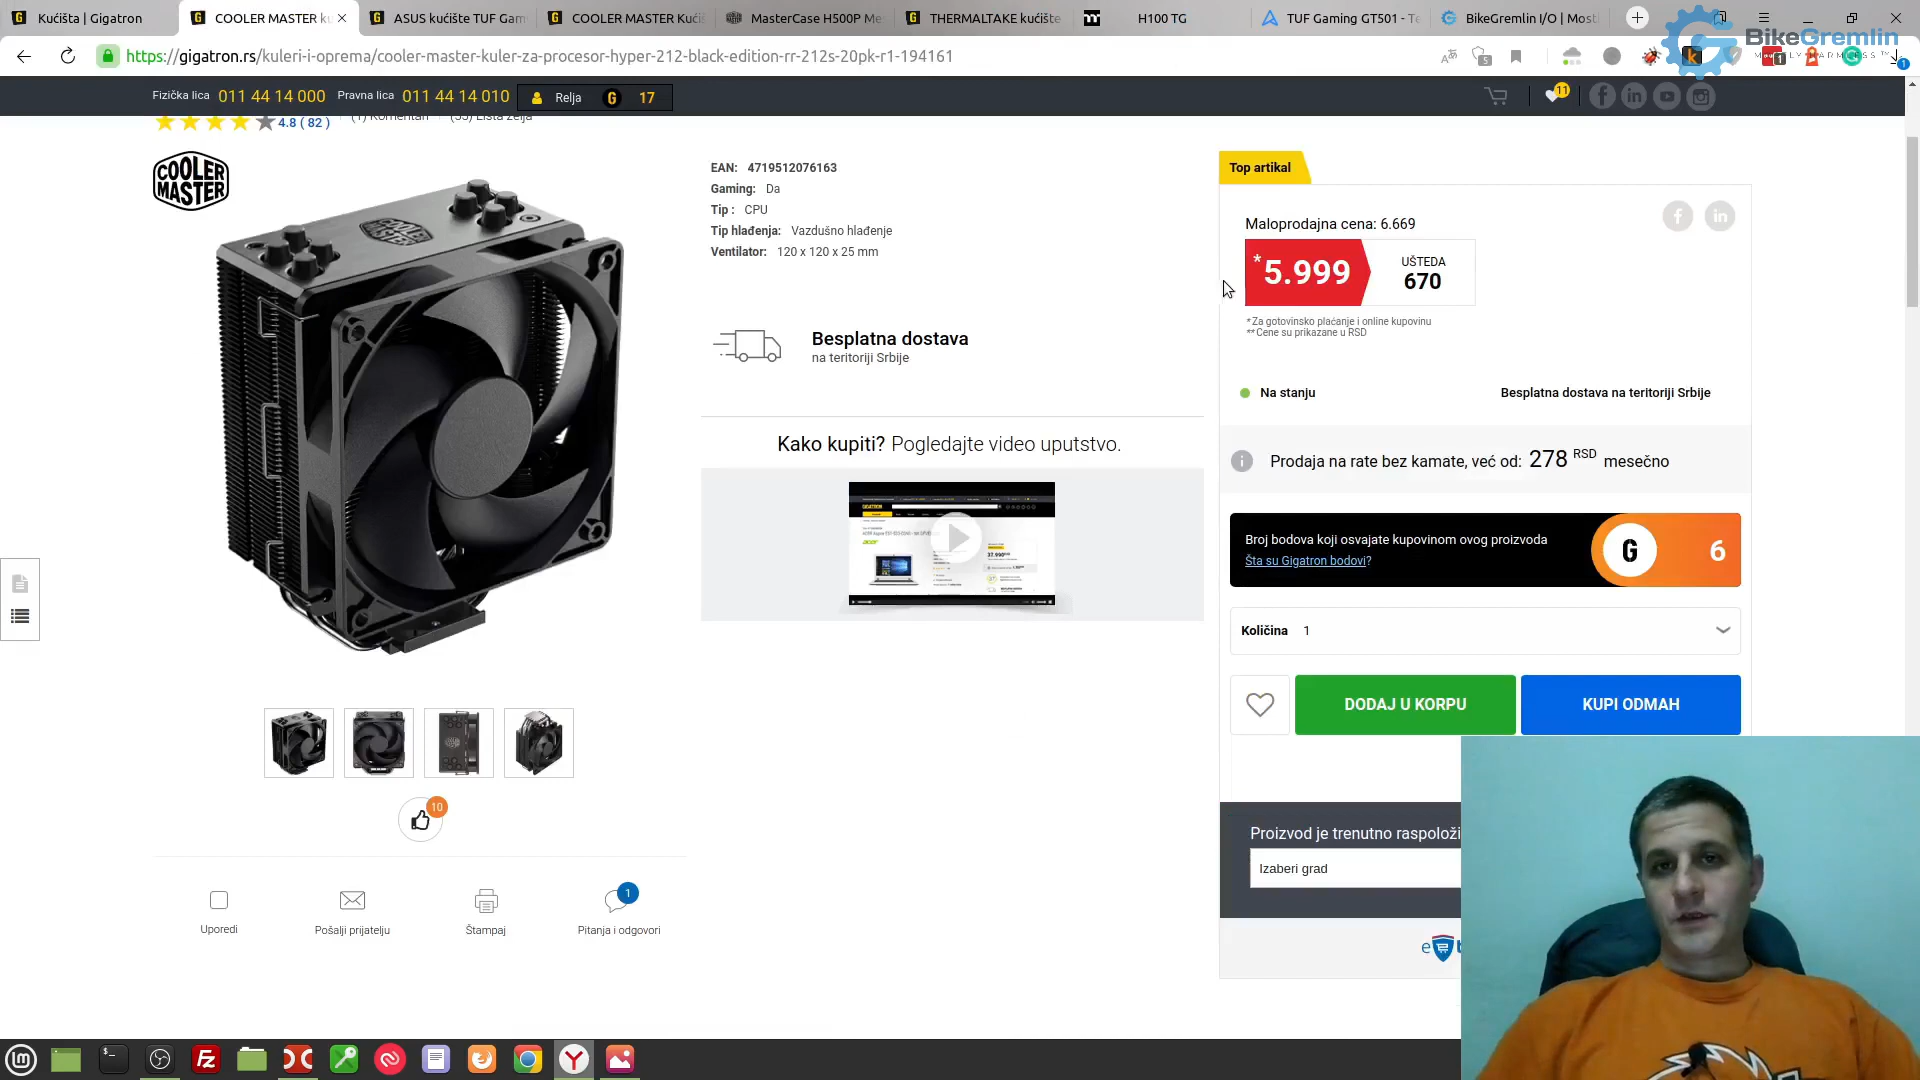 Kućišta | Gigatron
COOLER MASTER ku
ASUS kućište TUF Gam
COOLER MASTER Kućiš
MasterCase H500P Me
THERMALTAKE kućište
H100 TG
TUF Gaming GT501 - Te
BikeGremlin I/O | Most
BikeGremlin
https://gigatron.rs/kuleri-i-oprema/cooler-master-kuler-za-procesor-hyper-212-black-edition-rr-212s-20pk-r1-194161
Fizička lica 011 44 14 000 Pravna lica 011 44 14 010 Relja G 17
11
4.8 ( 82 ) (1) Komentari (53) Lista želja
COOLER
MASTER
EAN: 4719512076163
Gaming: Da
Tip : CPU
Tip hlađenja: Vazdušno hlađenje
Ventilator: 120 x 120 x 25 mm
Besplatna dostava
na teritoriji Srbije
Kako kupiti? Pogledajte video uputstvo.
Top artikal
Maloprodajna cena: 6.669
*5.999
UŠTEDA
670
*Za gotovinsko plaćanje i online kupovinu
**Cene su prikazane u RSD
Na stanju
Besplatna dostava na teritoriji Srbije
Prodaja na rate bez kamate, već od: 278 RSD mesečno
Broj bodova koji osvajate kupovinom ovog proizvoda
Šta su Gigatron bodovi?
G 6
Količina 1
DODAJ U KORPU
KUPI ODMAH
Proizvod je trenutno raspoloži
Izaberi grad
10
1
Uporedi
Pošalji prijatelju
Štampaj
Pitanja i odgovori